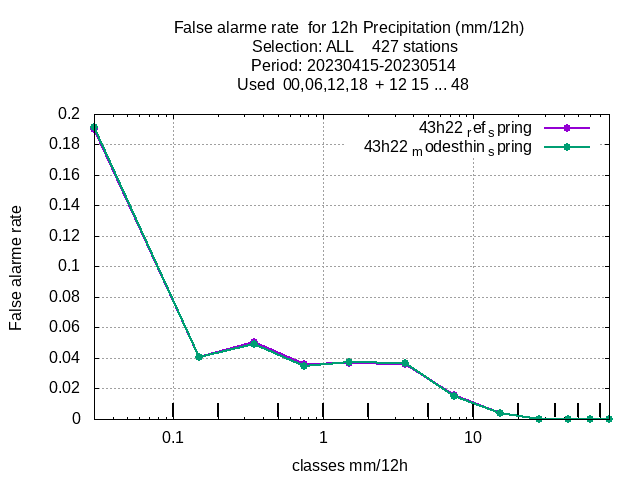 False alarme rate  for 12h Precipitation (mm/12h)
Selection: ALL    427 stations
Period: 20230415-20230514
Used  00,06,12,18  + 12 15 ... 48
43h22 ref spring
43h22 modesthin spring
0.2
0.18
0.16
0.14
0.12
0.1
0.08
0.06
0.04
0.02
0
False alarme rate
0.1 1 10
classes mm/12h